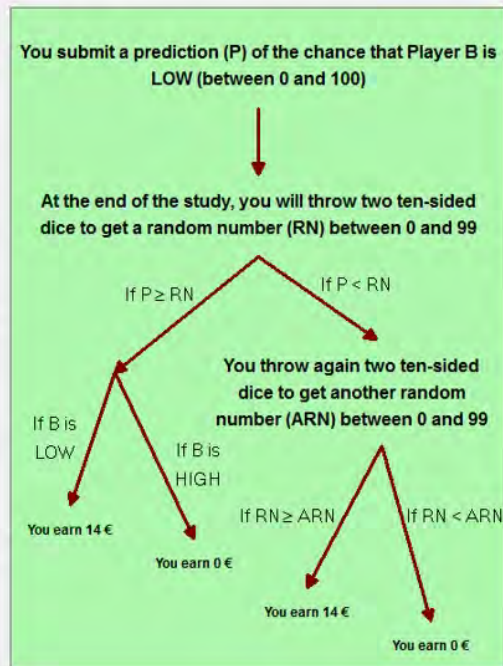 You submit a prediction (P) of the chance that Player B is
LOW (between 0 and 100)
At the end of the study, you will throw two ten-sided
dice to get a random number (RN) between 0 and 99
If P ≥ RN
If P < RN
You throw again two ten-sided
dice to get another random
number (ARN) between 0 and 99
If B is
LOW
If B is
HIGH
If RN ≥ ARN
If RN < ARN
You earn 14 €
You earn 0 €
You earn 14 €
You earn 0 €